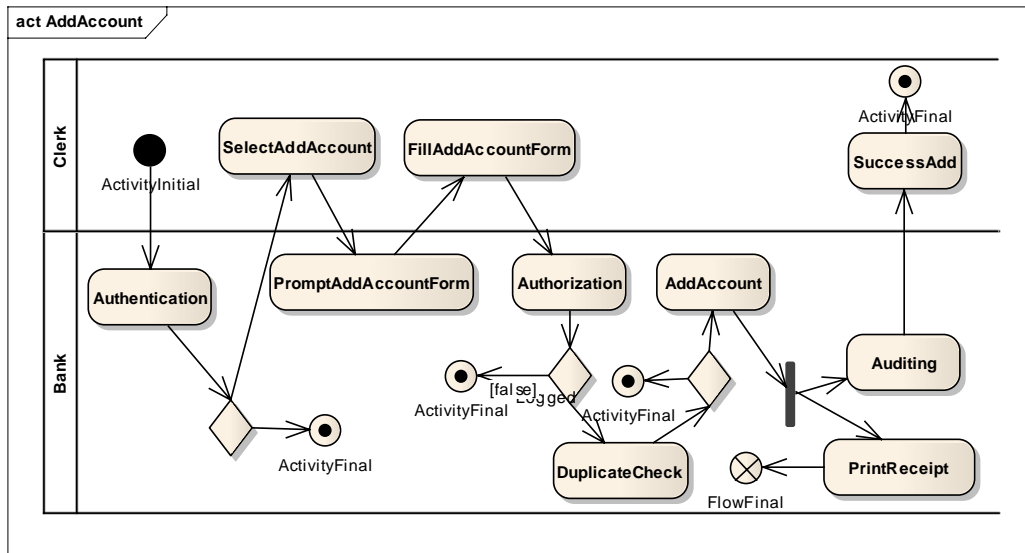 act AddAccount
Clerk
ActivityInitial
SelectAddAccount
FillAddAccountForm
ActivityFinal
SuccessAdd
Bank
Authentication
PromptAddAccountForm
Authorization
AddAccount
ActivityFinal
[false]
Logged
ActivityFinal
ActivityFinal
Auditing
DuplicateCheck
PrintReceipt
FlowFinal